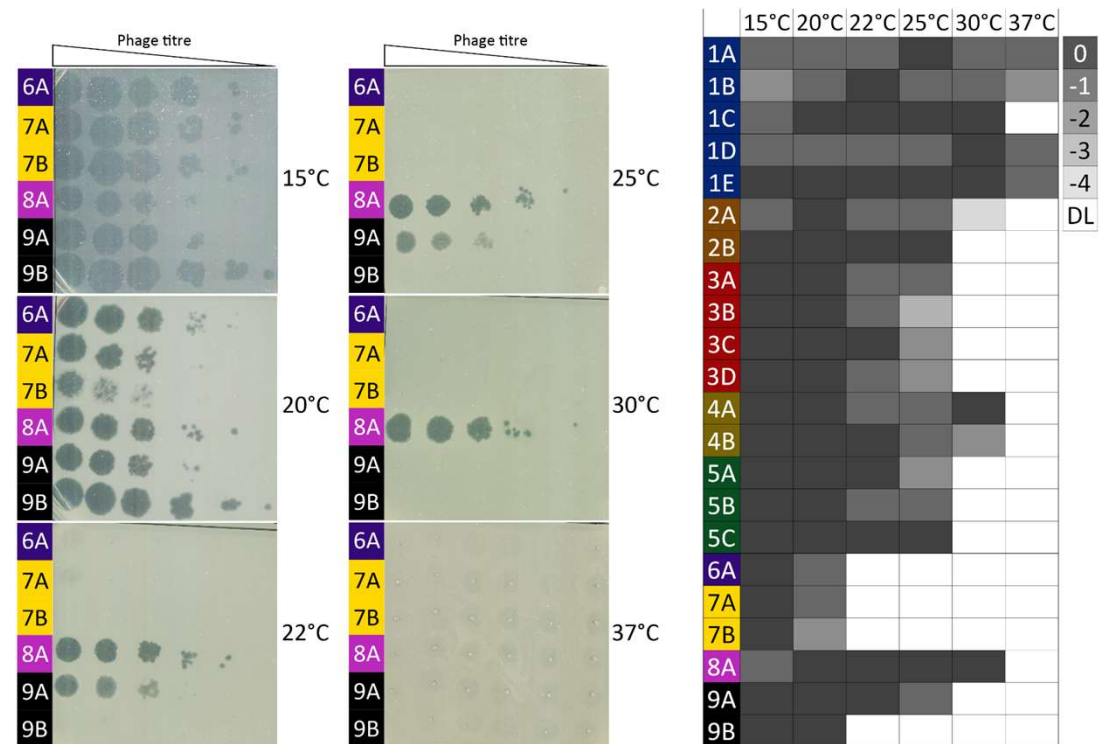 Phage titre
6A
7A
7B
8A
9A
9B
15°C
6A
7A
7B
8A
9A
9B
20°C
6A
7A
7B
8A
9A
9B
22°C
Phage titre
6A
7A
7B
8A
9A
9B
25°C
6A
7A
7B
8A
9A
9B
30°C
6A
7A
7B
8A
9A
9B
37°C
15°C 20°C 22°C 25°C 30°C 37°C
1A
1B
1C
1D
1E
2A
2B
3A
3B
3C
3D
4A
4B
5A
5B
5C
6A
7A
7B
8A
9A
9B
0
-1
-2
-3
-4
DL